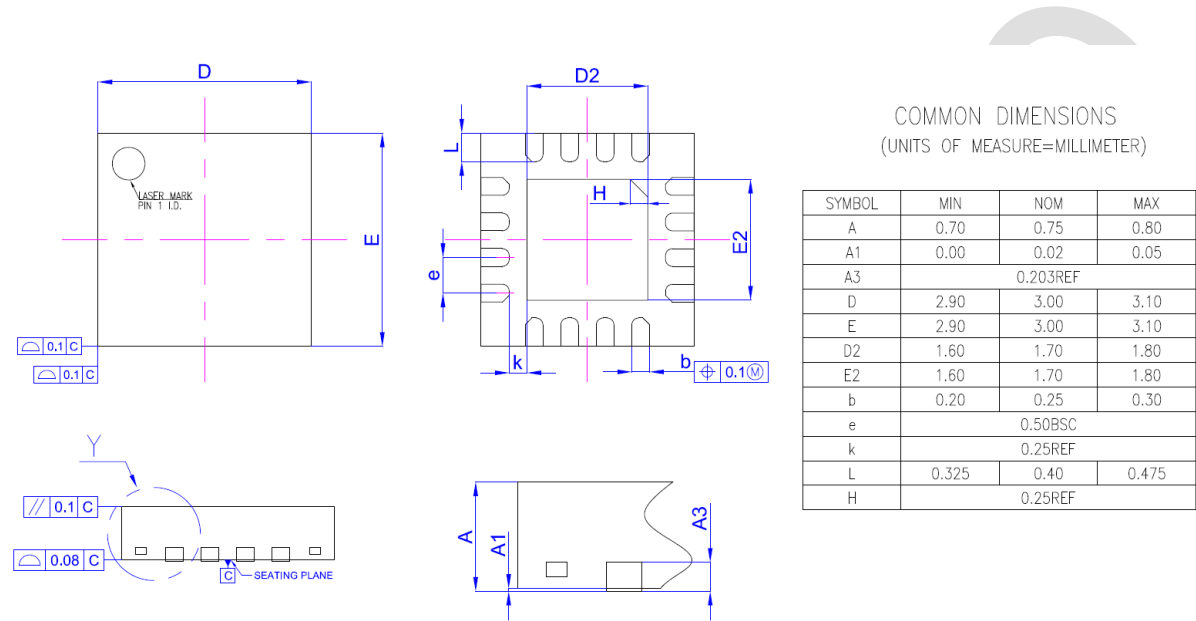 D
LASER MARK
PIN 1 I.D.
E
⌓ 0.1 C
⌓ 0.1 C
D2
L
H
E2
e
k
b
⌖ 0.1 Ⓜ
COMMON DIMENSIONS
(UNITS OF MEASURE=MILLIMETER)
SYMBOL MIN NOM MAX
A 0.70 0.75 0.80
A1 0.00 0.02 0.05
A3 0.203REF
D 2.90 3.00 3.10
E 2.90 3.00 3.10
D2 1.60 1.70 1.80
E2 1.60 1.70 1.80
b 0.20 0.25 0.30
e 0.50BSC
k 0.25REF
L 0.325 0.40 0.475
H 0.25REF
Y
// 0.1 C
⌓ 0.08 C
C
SEATING PLANE
A
A1
A3